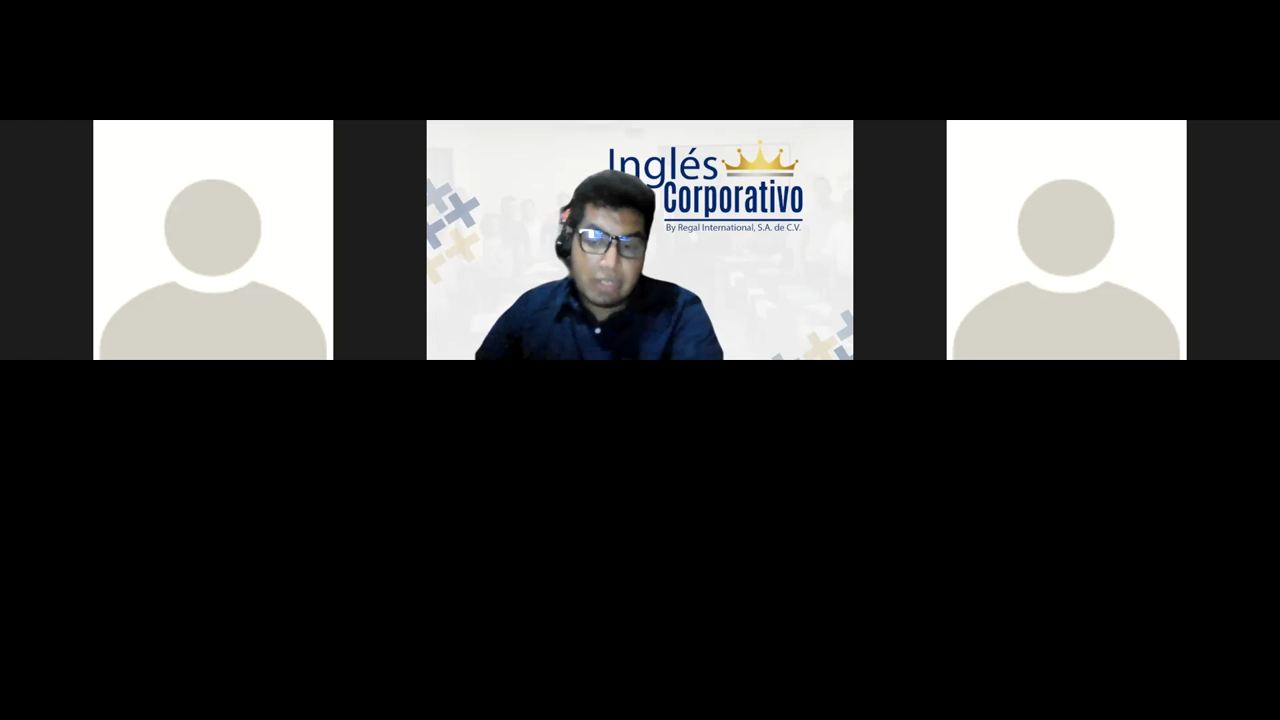 Inglés
Corporativo
By Regal International, S.A. de C.V.